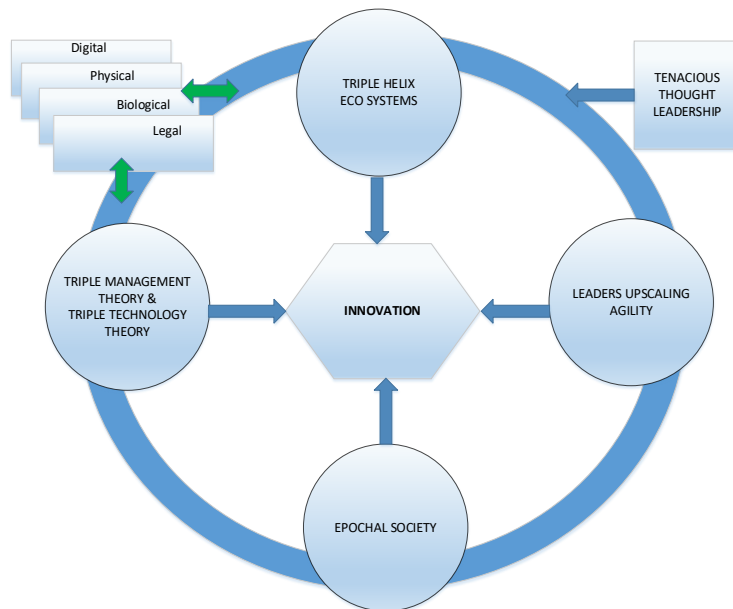 Digital
Physical
Biological
Legal
TRIPLE HELIX
ECO SYSTEMS
TENACIOUS
THOUGHT
LEADERSHIP
TRIPLE MANAGEMENT
THEORY &
TRIPLE TECHNOLOGY
THEORY
INNOVATION
LEADERS UPSCALING
AGILITY
EPOCHAL SOCIETY